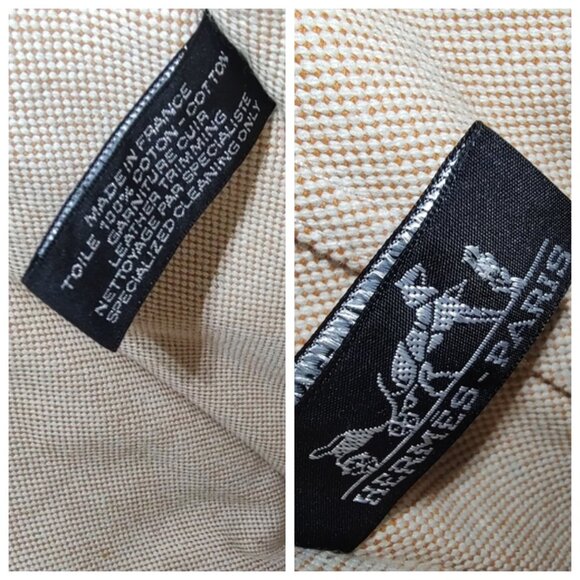 MADE IN FRANCE
TOILE 100% COTON - COTTON
GARNITURE CUIR
LEATHER TRIMMING
NETTOYAGE PAR SPECIALISTE
SPECIALIZED CLEANING ONLY
HERMES - PARIS